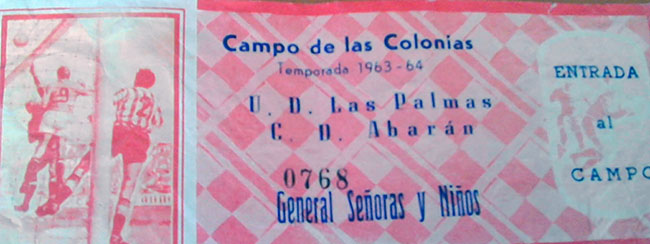 Campo de las Colonias
Temporada 1963-64
U. D. Las Palmas
C. D. Abarán
0768
General Señoras y Niños
ENTRADA
al
CAMPO